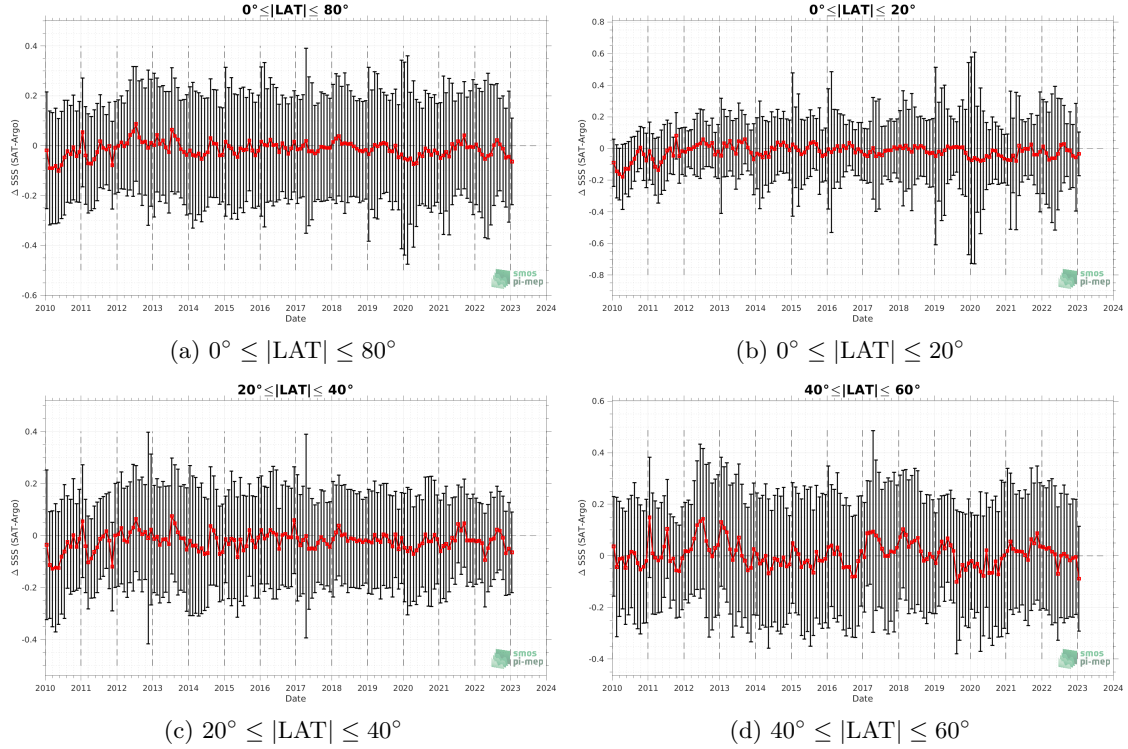 0°≤|LAT|≤ 80°
Δ SSS (SAT-Argo)
0.4
0.2
0
-0.2
-0.4
-0.6
2010 2011 2012 2013 2014 2015 2016 2017 2018 2019 2020 2021 2022 2023 2024
Date
smos
pi-mep
(a) 0° ≤ |LAT| ≤ 80°
0°≤|LAT|≤ 20°
Δ SSS (SAT-Argo)
0.8
0.6
0.4
0.2
0
-0.2
-0.4
-0.6
-0.8
2010 2011 2012 2013 2014 2015 2016 2017 2018 2019 2020 2021 2022 2023 2024
Date
smos
pi-mep
(b) 0° ≤ |LAT| ≤ 20°
20°≤|LAT|≤ 40°
Δ SSS (SAT-Argo)
0.4
0.2
0
-0.2
-0.4
2010 2011 2012 2013 2014 2015 2016 2017 2018 2019 2020 2021 2022 2023 2024
Date
smos
pi-mep
(c) 20° ≤ |LAT| ≤ 40°
40°≤|LAT|≤ 60°
Δ SSS (SAT-Argo)
0.6
0.4
0.2
0
-0.2
-0.4
2010 2011 2012 2013 2014 2015 2016 2017 2018 2019 2020 2021 2022 2023 2024
Date
smos
pi-mep
(d) 40° ≤ |LAT| ≤ 60°